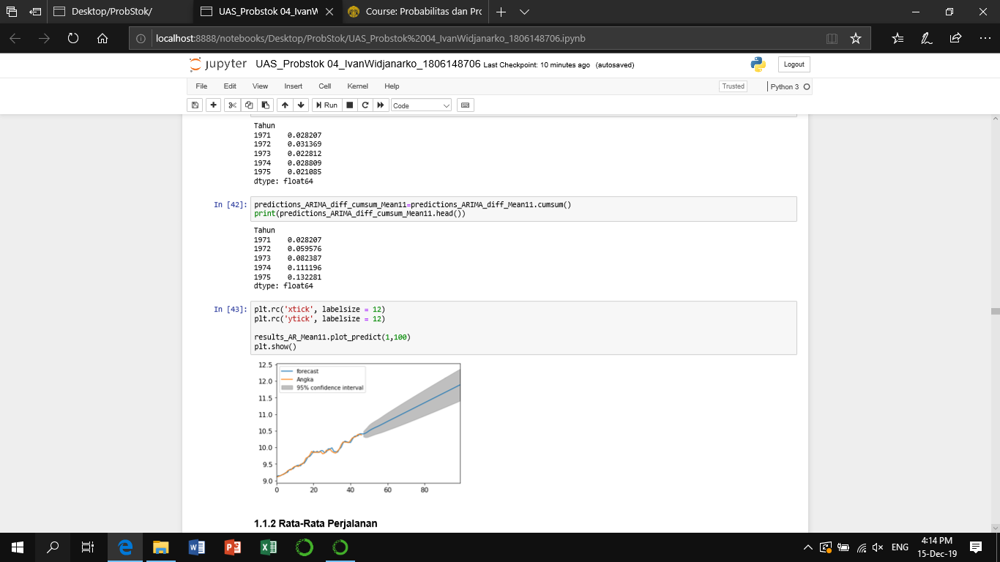 Desktop/ProbStok/
UAS_Probstok 04_IvanW
Course: Probabilitas dan Pro
localhost:8888/notebooks/Desktop/ProbStok/UAS_Probstok%2004_IvanWidjanarko_1806148706.ipynb
jupyter UAS_Probstok 04_IvanWidjanarko_1806148706 Last Checkpoint: 10 minutes ago (autosaved)
Logout
File Edit View Insert Cell Kernel Help
Trusted Python 3
Run Code
Tahun
1971 0.028207
1972 0.031369
1973 0.022812
1974 0.028809
1975 0.021085
dtype: float64
In [42]: predictions_ARIMA_diff_cumsum_Mean11=predictions_ARIMA_diff_Mean11.cumsum()
print(predictions_ARIMA_diff_cumsum_Mean11.head())
Tahun
1971 0.028207
1972 0.059576
1973 0.082387
1974 0.111196
1975 0.132281
dtype: float64
In [43]: plt.rc('xtick', labelsize = 12)
plt.rc('ytick', labelsize = 12)
results_AR_Mean11.plot_predict(1,100)
plt.show()
12.5
12.0
11.5
11.0
10.5
10.0
9.5
9.0
forecast
Angka
95% confidence interval
0 20 40 60 80
1.1.2 Rata-Rata Perjalanan
ENG
4:14 PM
15-Dec-19